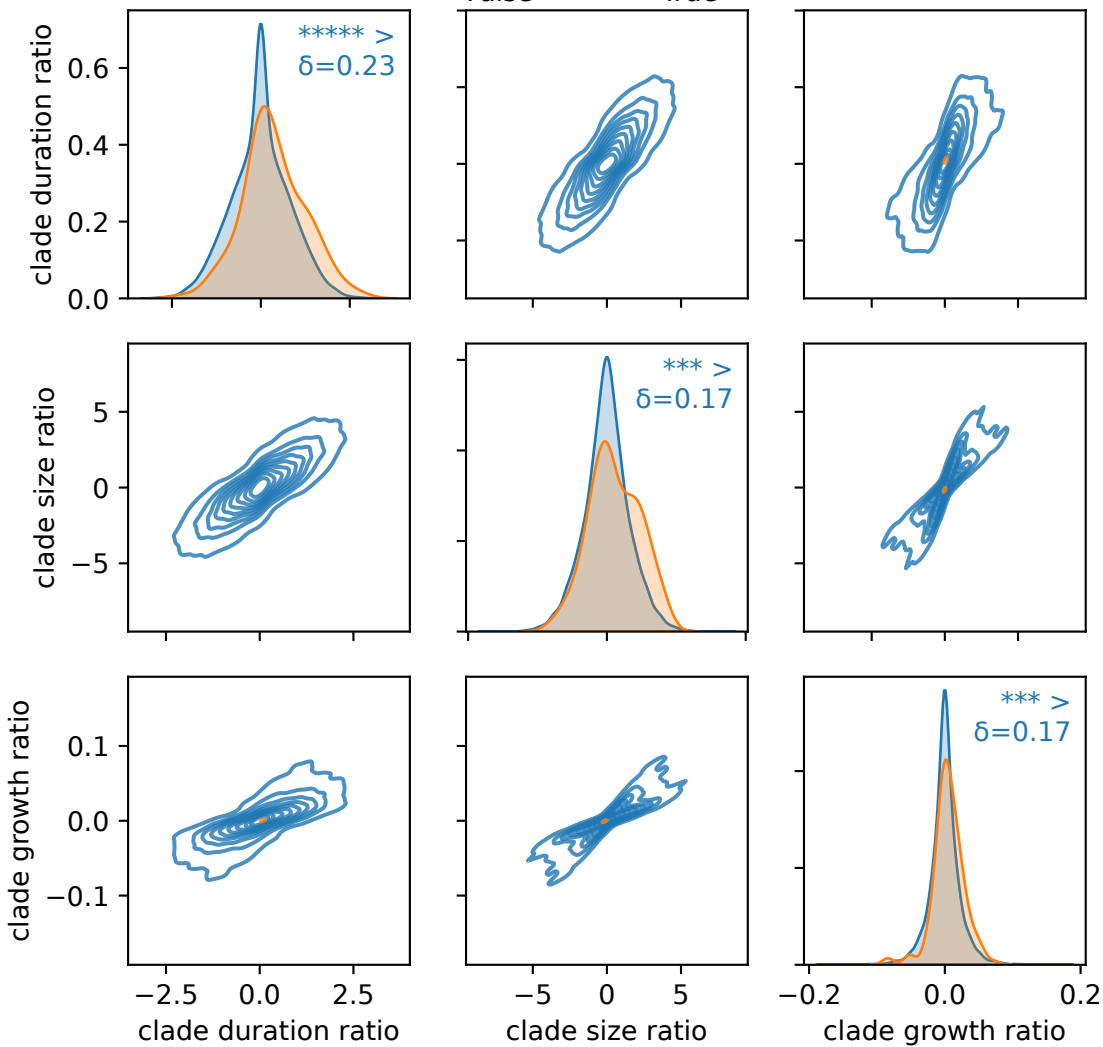 ***** >
δ=0.23
clade duration ratio
0.6
0.4
0.2
0.0
*** >
δ=0.17
clade size ratio
5
0
−5
*** >
δ=0.17
clade growth ratio
0.1
0.0
−0.1
−2.5 0.0 2.5
−5 0 5
−0.2 0.0 0.2
clade duration ratio
clade size ratio
clade growth ratio